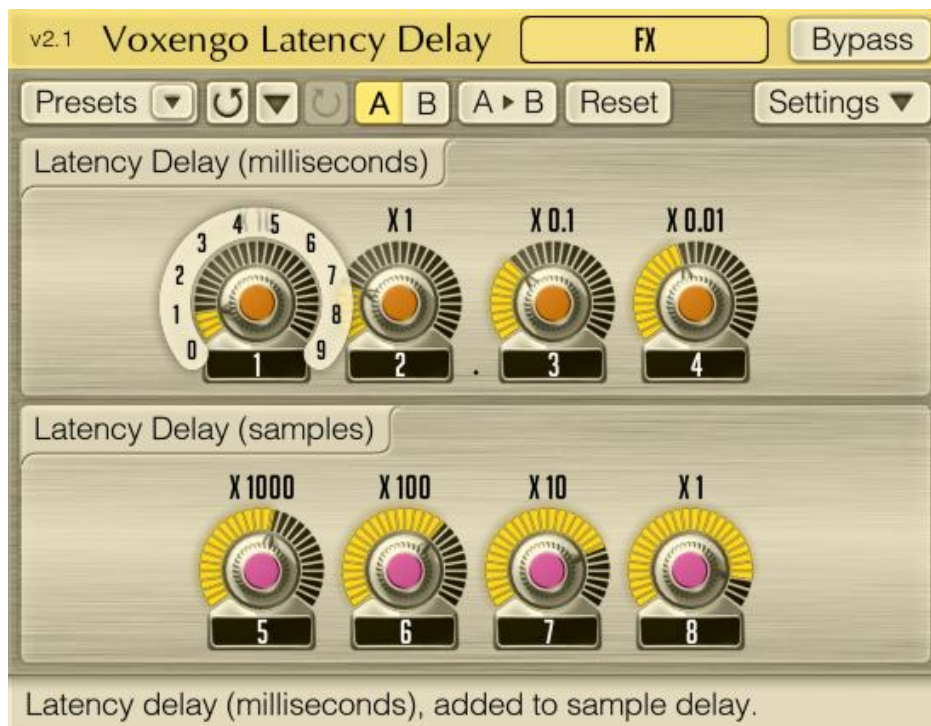 v2.1 Voxengo Latency Delay FX Bypass
Presets A B A ▸ B Reset Settings
Latency Delay (milliseconds)
0 1 2 3 4 5 6 7 8 9 X 1 X 0.1 X 0.01
1 2 . 3 4
Latency Delay (samples)
X 1000 X 100 X 10 X 1
5 6 7 8
Latency delay (milliseconds), added to sample delay.